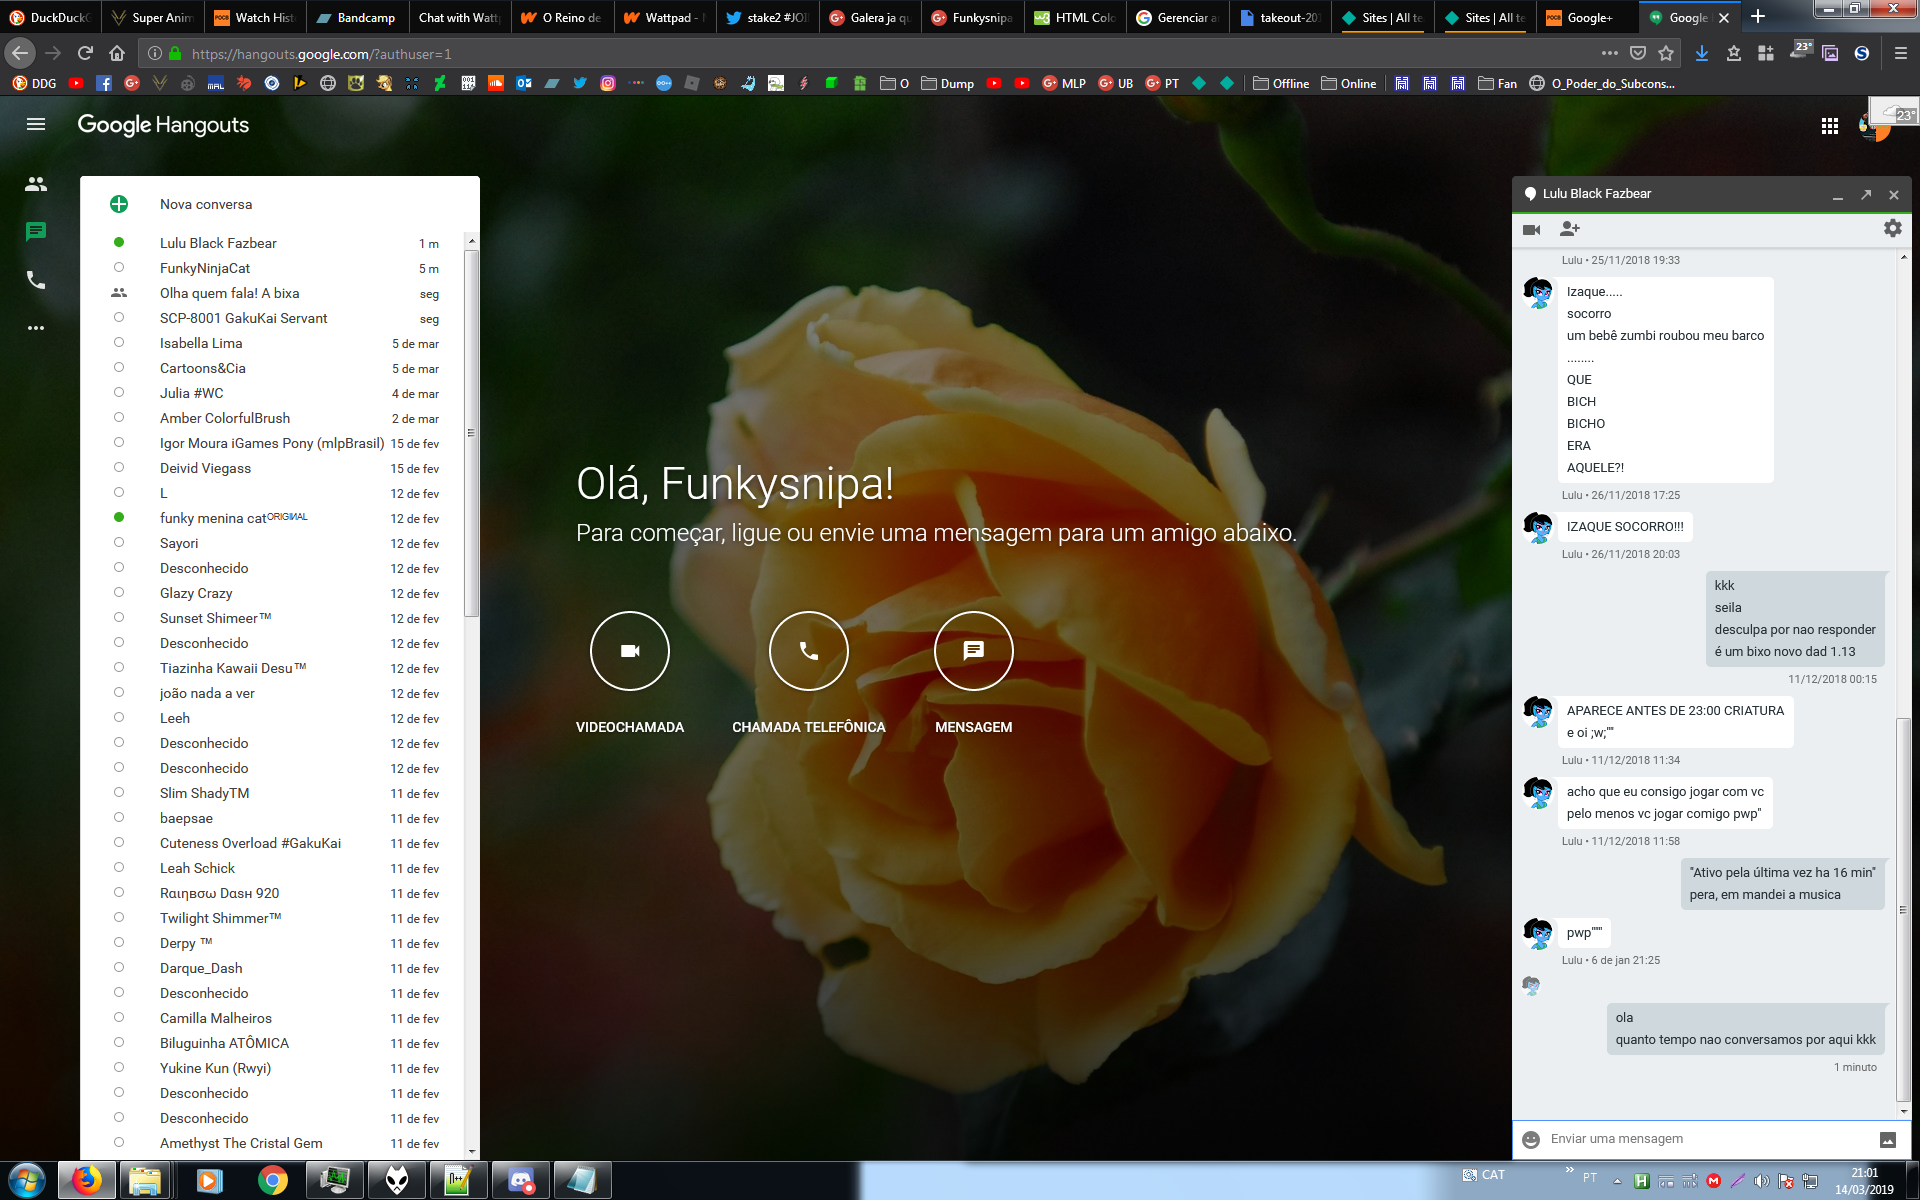 DuckDuckG
Super Anim
Watch Hist
Bandcamp
Chat with Wattp
O Reino de
Wattpad -
stake2 #JOI
Galera ja qu
Funkysnipa
HTML Colo
Gerenciar a
takeout-201
Sites | All te
Sites | All te
Google+
Google
https://hangouts.google.com/?authuser=1
23°
DDG
O
Dump
MLP
UB
PT
Offline
Online
Fan
O_Poder_do_Subcons...
Google Hangouts
23°
Nova conversa
Lulu Black Fazbear 1 m
FunkyNinjaCat 5 m
Olha quem fala! A bixa seg
SCP-8001 GakuKai Servant seg
Isabella Lima 5 de mar
Cartoons&Cia 5 de mar
Julia #WC 4 de mar
Amber ColorfulBrush 2 de mar
Igor Moura iGames Pony (mlpBrasil) 15 de fev
Deivid Viegass 15 de fev
L 12 de fev
funky menina catᴼᴿᴵᴳᴵᴻᴬᴸ 12 de fev
Sayori 12 de fev
Desconhecido 12 de fev
Glazy Crazy 12 de fev
Sunset Shimeer™ 12 de fev
Desconhecido 12 de fev
Tiazinha Kawaii Desu™ 12 de fev
joão nada a ver 12 de fev
Leeh 12 de fev
Desconhecido 12 de fev
Desconhecido 12 de fev
Slim ShadyTM 11 de fev
baepsae 11 de fev
Cuteness Overload #GakuKai 11 de fev
Leah Schick 11 de fev
Rαιηвσω Dαsн 920 11 de fev
Twilight Shimmer™ 11 de fev
Derpy ™ 11 de fev
Darque_Dash 11 de fev
Desconhecido 11 de fev
Camilla Malheiros 11 de fev
Biluguinha ATÔMICA 11 de fev
Yukine Kun (Rwyi) 11 de fev
Desconhecido 11 de fev
Desconhecido 11 de fev
Amethyst The Cristal Gem 11 de fev
Olá, Funkysnipa!
Para começar, ligue ou envie uma mensagem para um amigo abaixo.
VIDEOCHAMADA
CHAMADA TELEFÔNICA
MENSAGEM
Lulu Black Fazbear
Lulu • 25/11/2018 19:33
Izaque.....
socorro
um bebê zumbi roubou meu barco
........
QUE
BICH
BICHO
ERA
AQUELE?!
Lulu • 26/11/2018 17:25
IZAQUE SOCORRO!!!
Lulu • 26/11/2018 20:03
kkk
seila
desculpa por nao responder
é um bixo novo dad 1.13
11/12/2018 00:15
APARECE ANTES DE 23:00 CRIATURA
e oi ;w;""
Lulu • 11/12/2018 11:34
acho que eu consigo jogar com vc
pelo menos vc jogar comigo pwp"
Lulu • 11/12/2018 11:58
"Ativo pela última vez ha 16 min"
pera, em mandei a musica
pwp"""
Lulu • 6 de jan 21:25
ola
quanto tempo nao conversamos por aqui kkk
1 minuto
Enviar uma mensagem
CAT
PT
21:01
14/03/2019